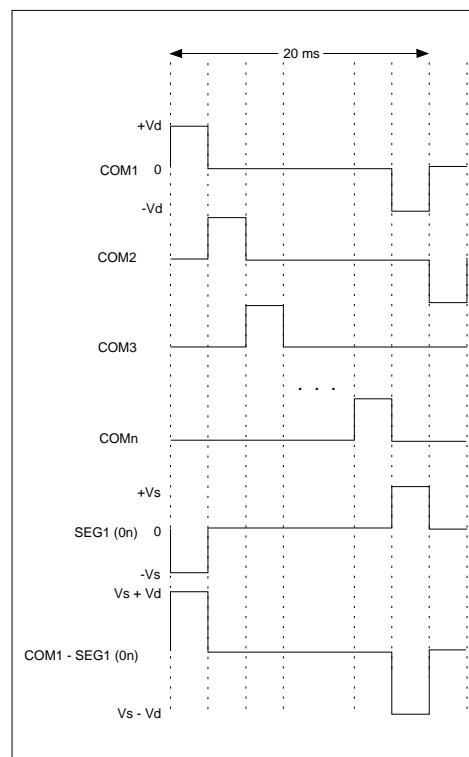 20 ms
+Vd
COM1 0
-Vd
COM2
COM3
. . .
COMn
+Vs
SEG1 (0n) 0
-Vs
Vs + Vd
COM1 - SEG1 (0n)
Vs - Vd